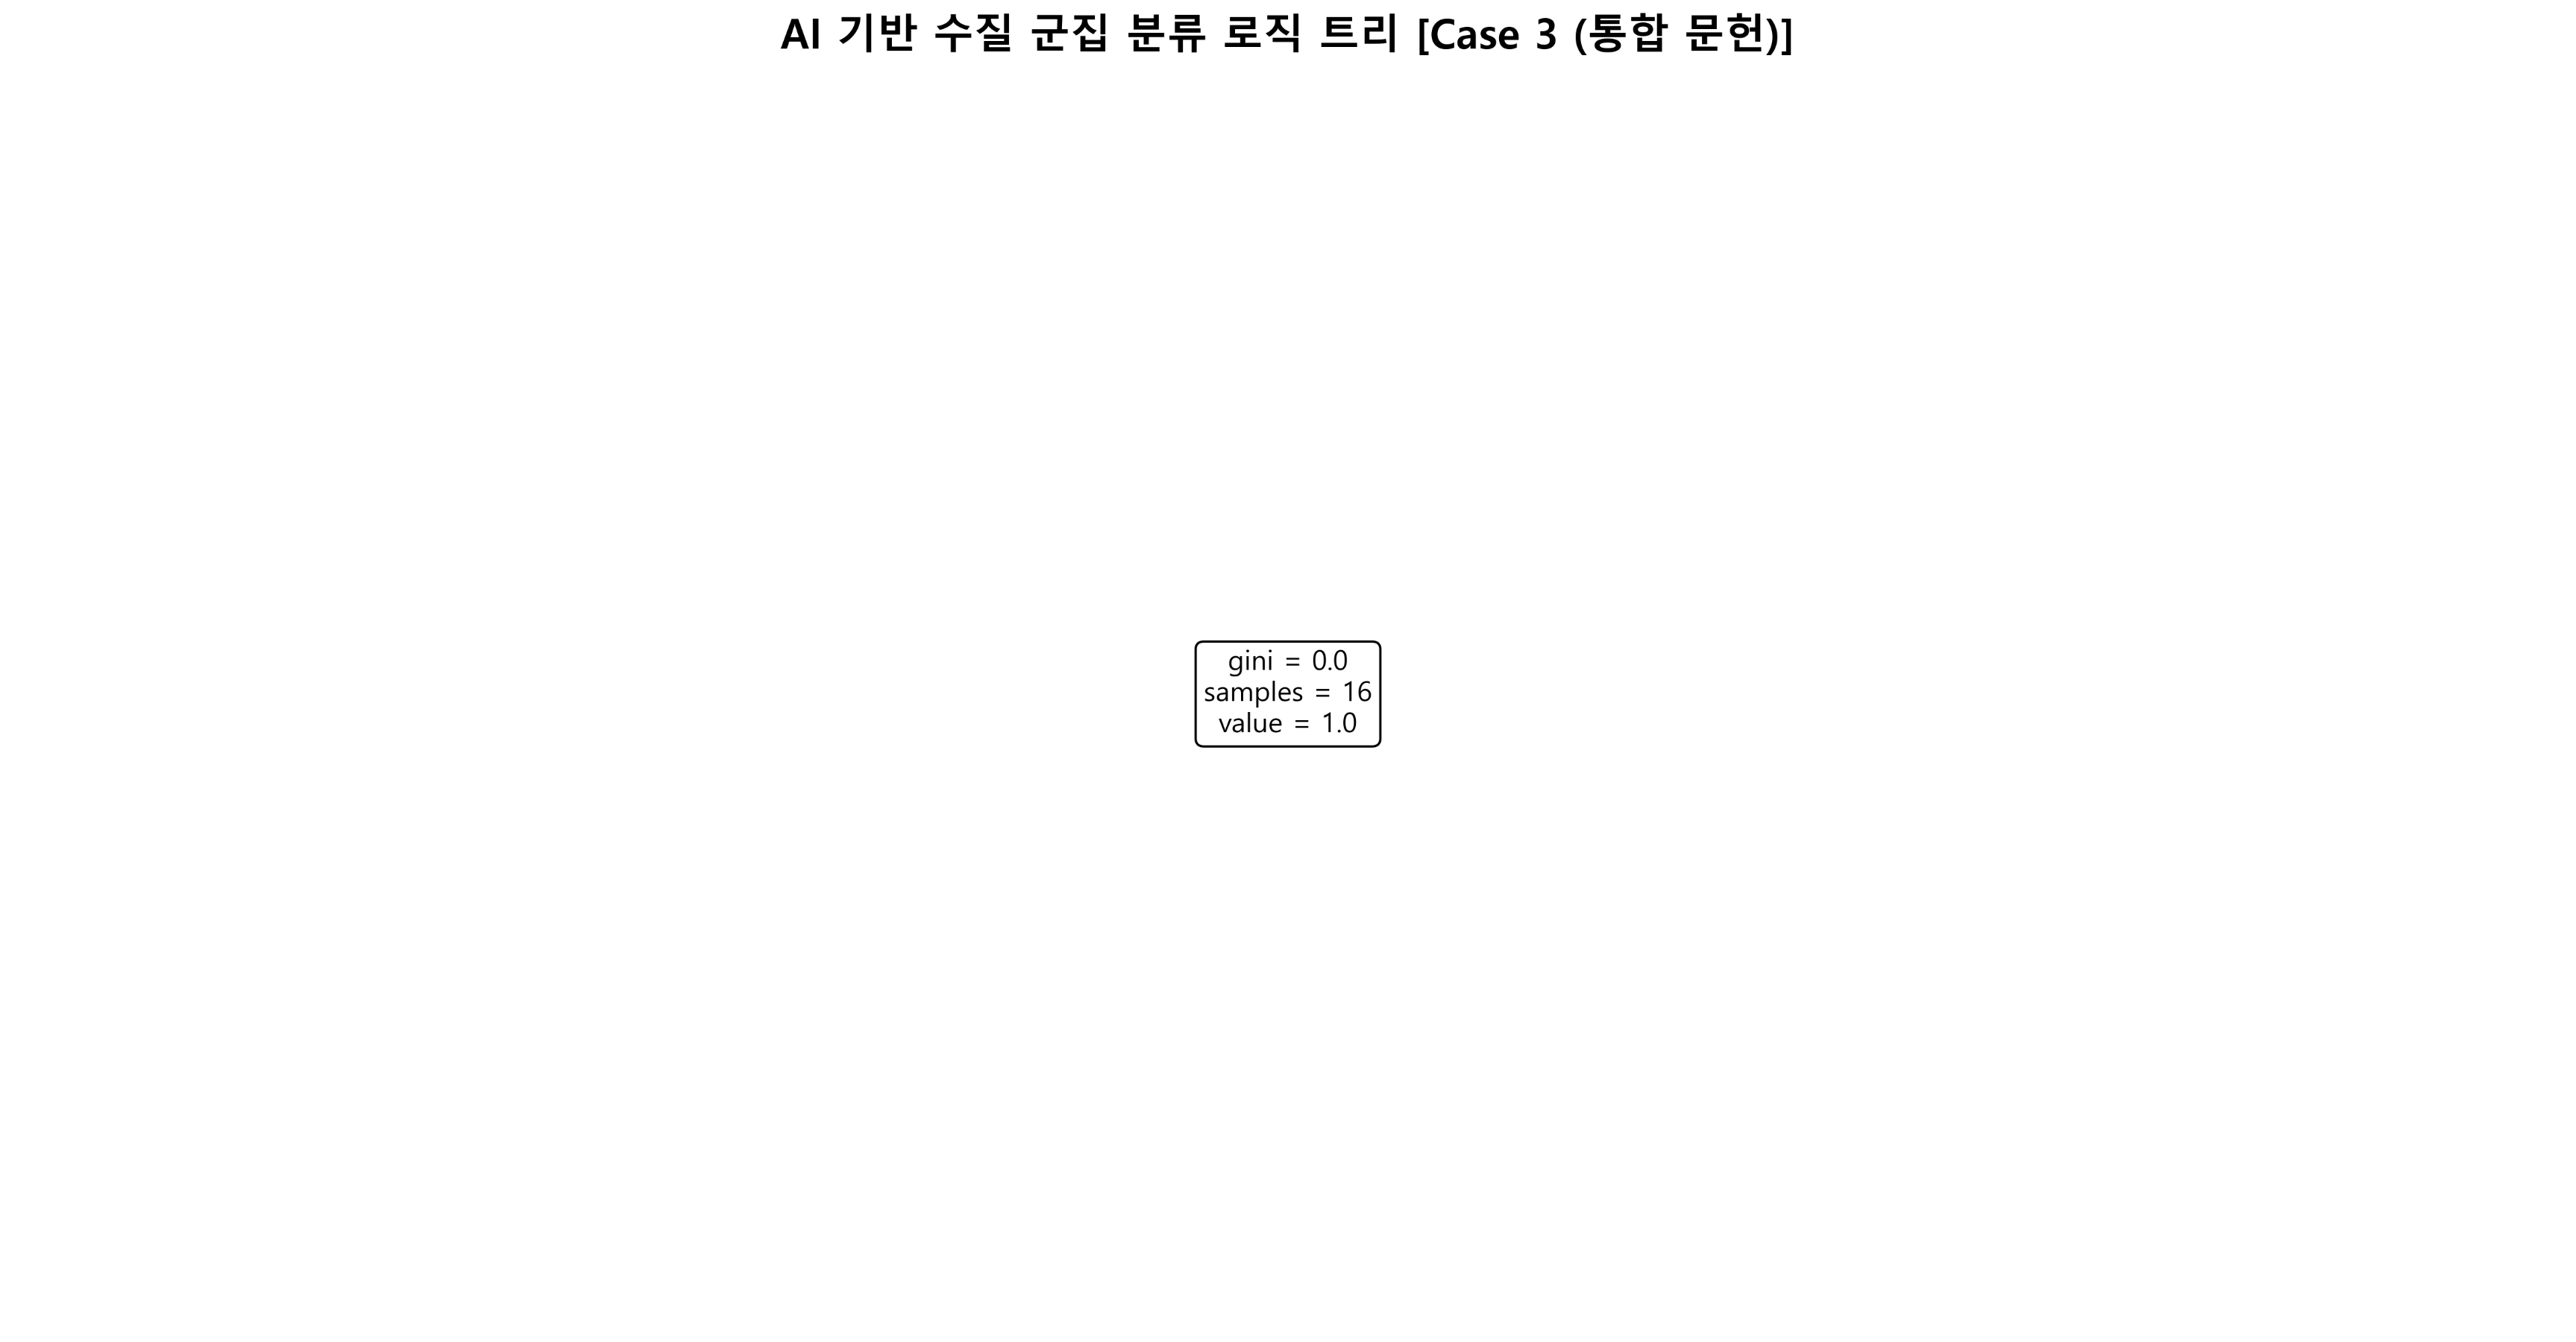 AI 기반 수질 군집 분류 로직 트리 [Case 3 (통합 문헌)]
gini = 0.0
samples = 16
value = 1.0